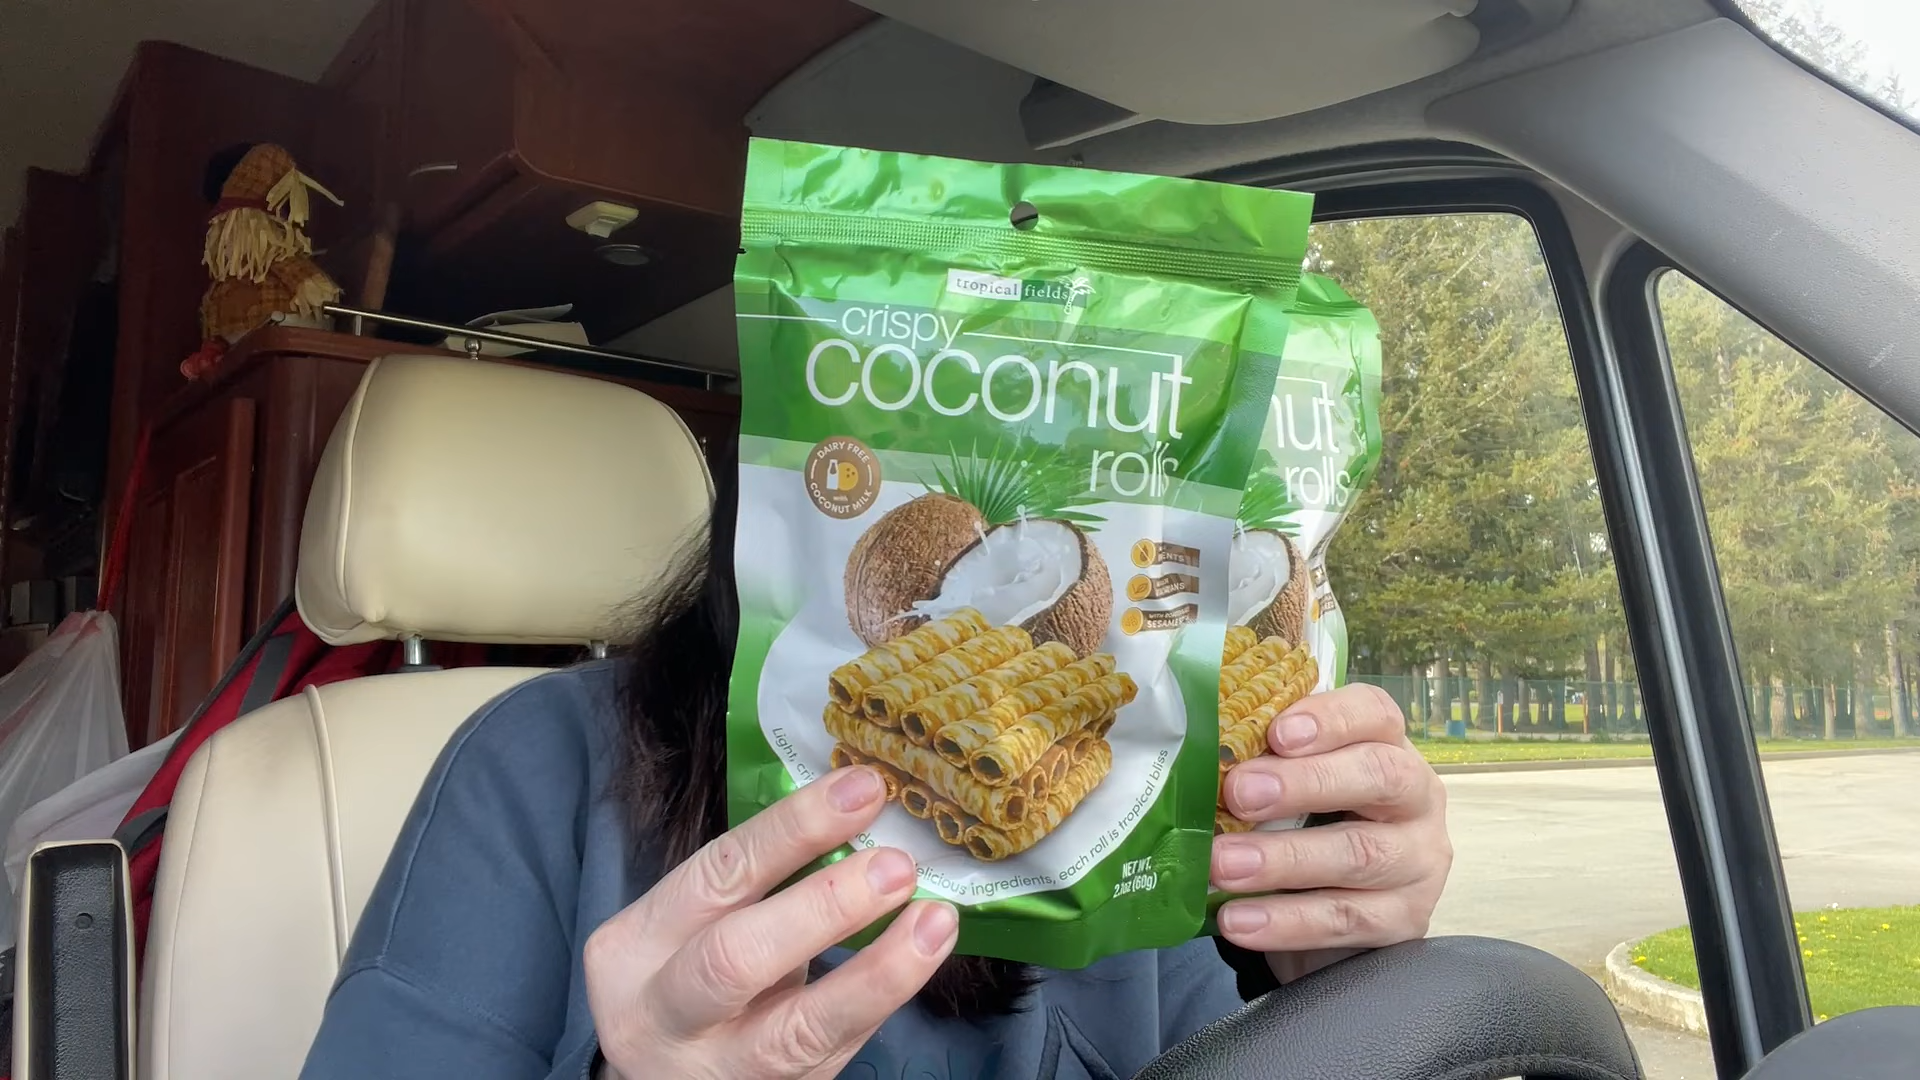 tropical fields
crispy
coconut
rolls
DAIRY FREE
with
COCONUT MILK
SESAME
Light,
delicious ingredients, each roll is tropical bliss
NET WT.
2.1oz (60g)
nut
rolls